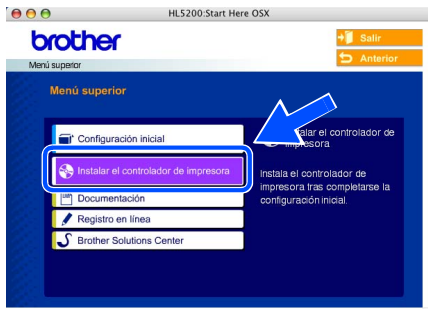 HL5200:Start Here OSX
brother
Salir
Anterior
Menú superior
Menú superior
Configuración inicial
Instalar el controlador de impresora
Documentación
Registro en línea
Brother Solutions Center
alar el controlador de
impresora
Instala el controlador de
impresora tras completarse la
configuración inicial.